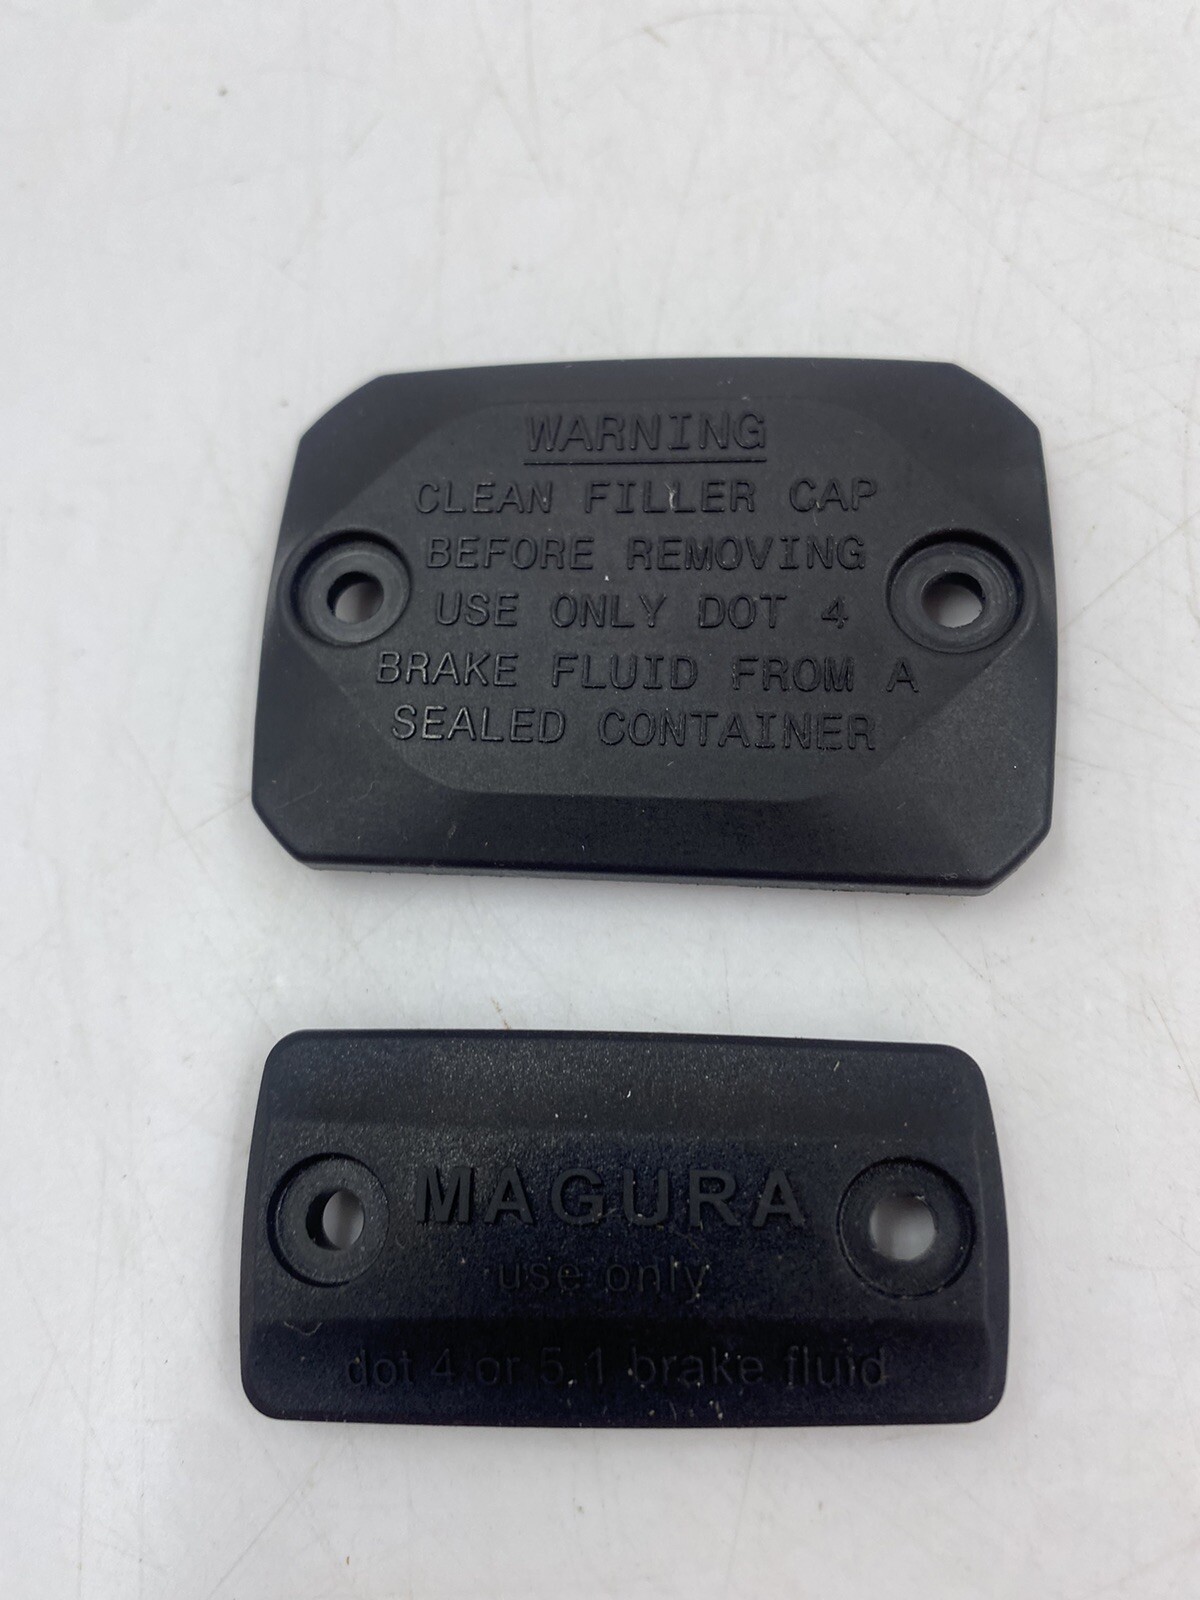 WARNING
CLEAN FILLER CAP
BEFORE REMOVING
USE ONLY DOT 4
BRAKE FLUID FROM A
SEALED CONTAINER
MAGURA
use only
dot 4 or 5.1 brake fluid